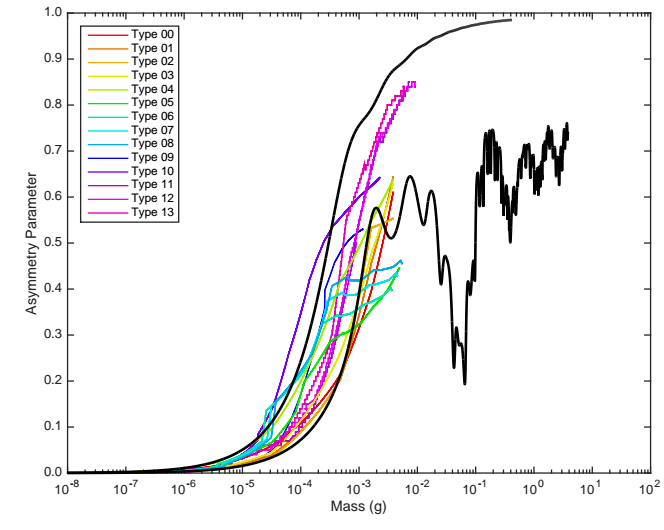 1.0
0.9
0.8
0.7
0.6
0.5
0.4
0.3
0.2
0.1
0.0
Asymmetry Parameter
Type 00
Type 01
Type 02
Type 03
Type 04
Type 05
Type 06
Type 07
Type 08
Type 09
Type 10
Type 11
Type 12
Type 13
10^-8 10^-7 10^-6 10^-5 10^-4 10^-3 10^-2 10^-1 10^0 10^1 10^2
Mass (g)